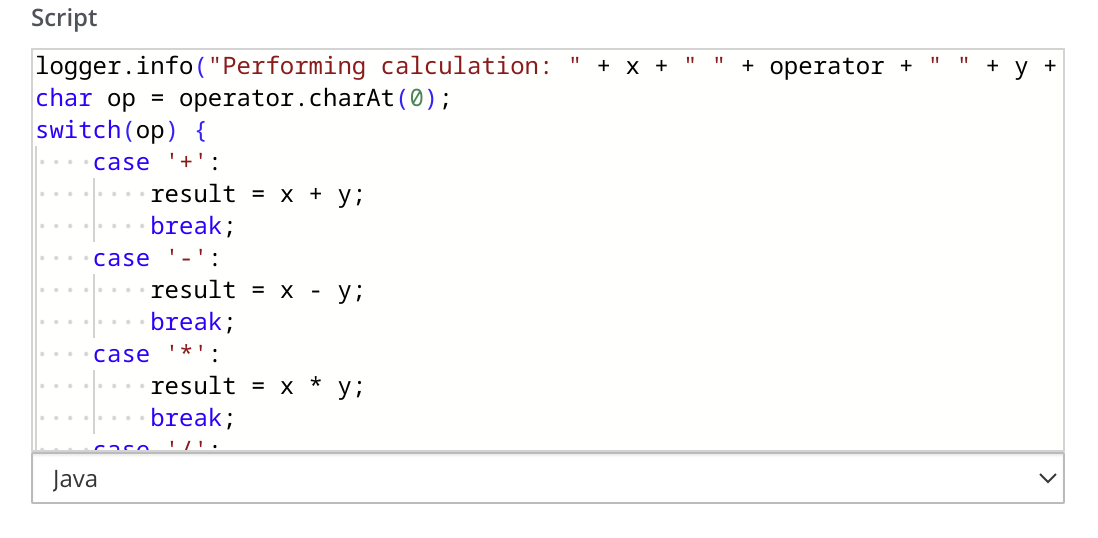 Script
logger.info("Performing calculation: " + x + " " + operator + " " + y +
char op = operator.charAt(0);
switch(op) {
    case '+':
        result = x + y;
        break;
    case '-':
        result = x - y;
        break;
    case '*':
        result = x * y;
        break;
    case '/':
Java